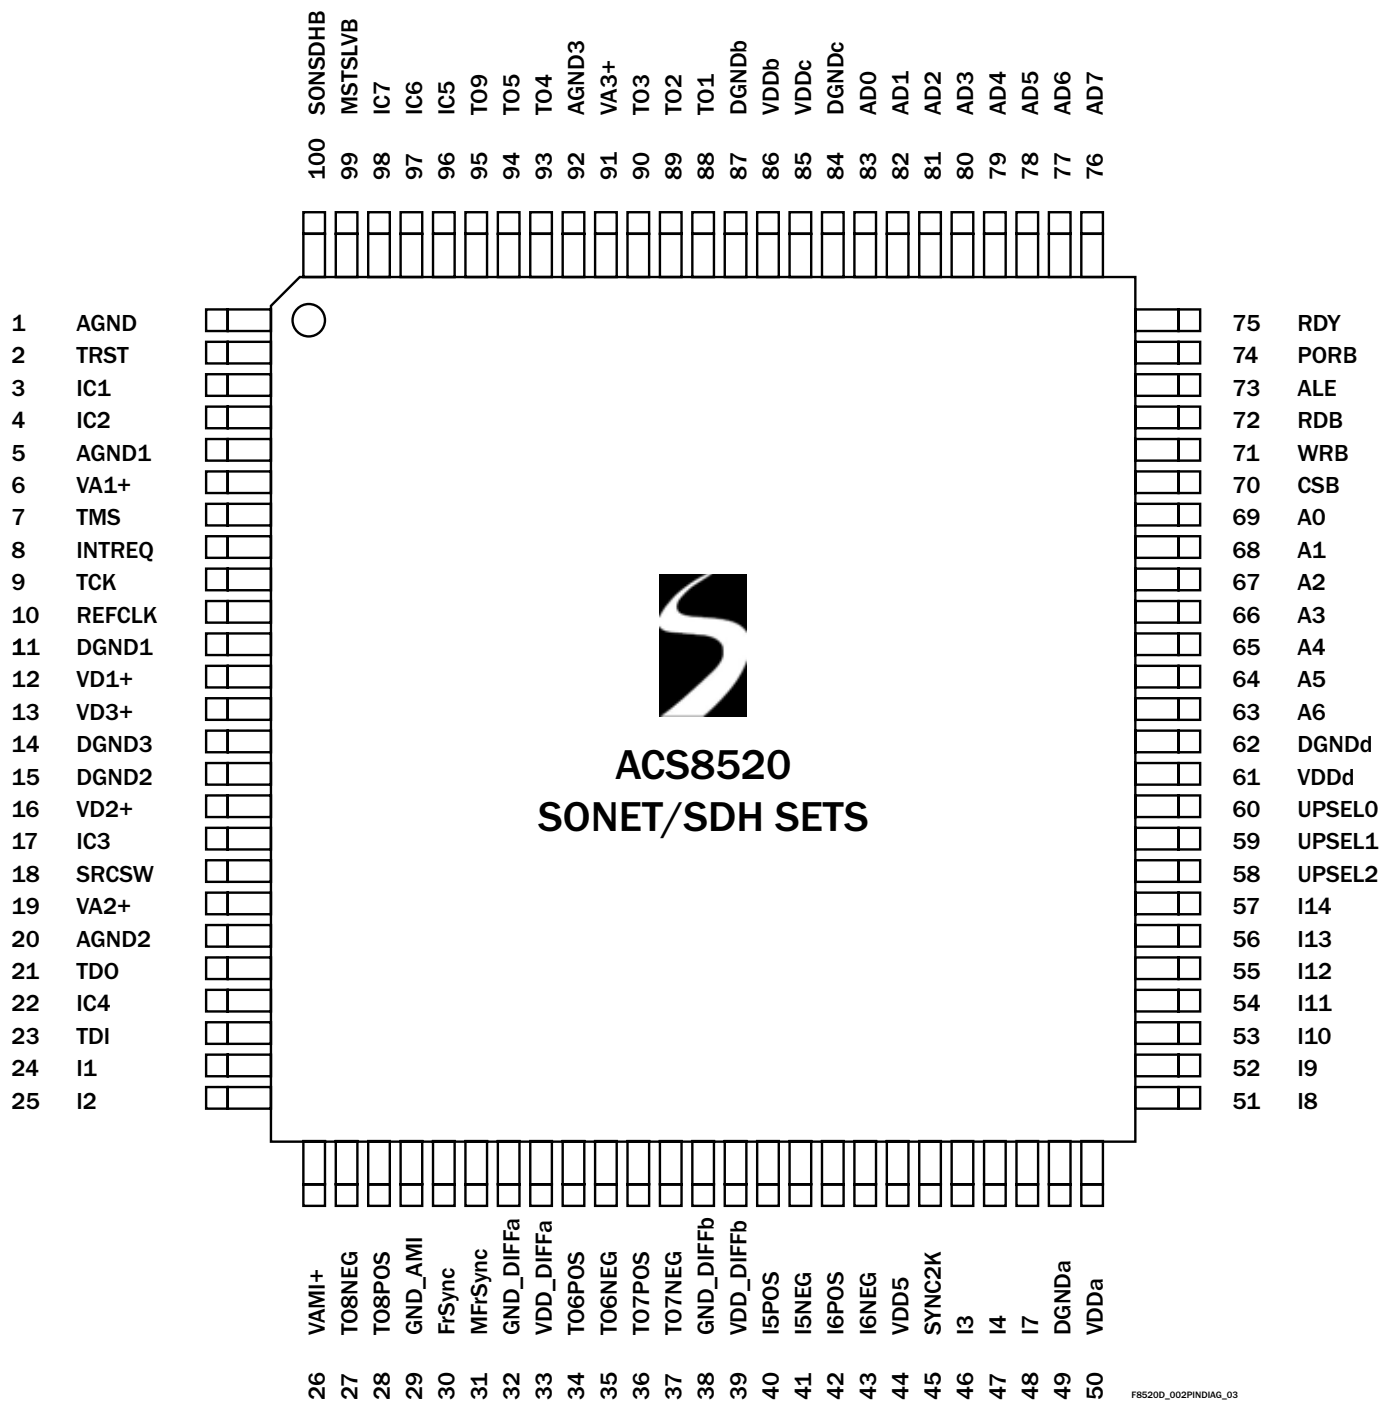 100 SONSDHB
99 MSTSLVB
98 IC7
97 IC6
96 IC5
95 TO9
94 TO5
93 TO4
92 AGND3
91 VA3+
90 TO3
89 TO2
88 TO1
87 DGNDb
86 VDDb
85 VDDc
84 DGNDc
83 AD0
82 AD1
81 AD2
80 AD3
79 AD4
78 AD5
77 AD6
76 AD7
1 AGND
2 TRST
3 IC1
4 IC2
5 AGND1
6 VA1+
7 TMS
8 INTREQ
9 TCK
10 REFCLK
11 DGND1
12 VD1+
13 VD3+
14 DGND3
15 DGND2
16 VD2+
17 IC3
18 SRCSW
19 VA2+
20 AGND2
21 TDO
22 IC4
23 TDI
24 I1
25 I2
ACS8520
SONET/SDH SETS
75 RDY
74 PORB
73 ALE
72 RDB
71 WRB
70 CSB
69 A0
68 A1
67 A2
66 A3
65 A4
64 A5
63 A6
62 DGNDd
61 VDDd
60 UPSEL0
59 UPSEL1
58 UPSEL2
57 I14
56 I13
55 I12
54 I11
53 I10
52 I9
51 I8
26 VAMI+
27 TO8NEG
28 TO8POS
29 GND_AMI
30 FrSync
31 MFrSync
32 GND_DIFFa
33 VDD_DIFFa
34 TO6POS
35 TO6NEG
36 TO7POS
37 TO7NEG
38 GND_DIFFb
39 VDD_DIFFb
40 I5POS
41 I5NEG
42 I6POS
43 I6NEG
44 VDD5
45 SYNC2K
46 I3
47 I4
48 I7
49 DGNDa
50 VDDa
F8520D_002PINDIAG_03